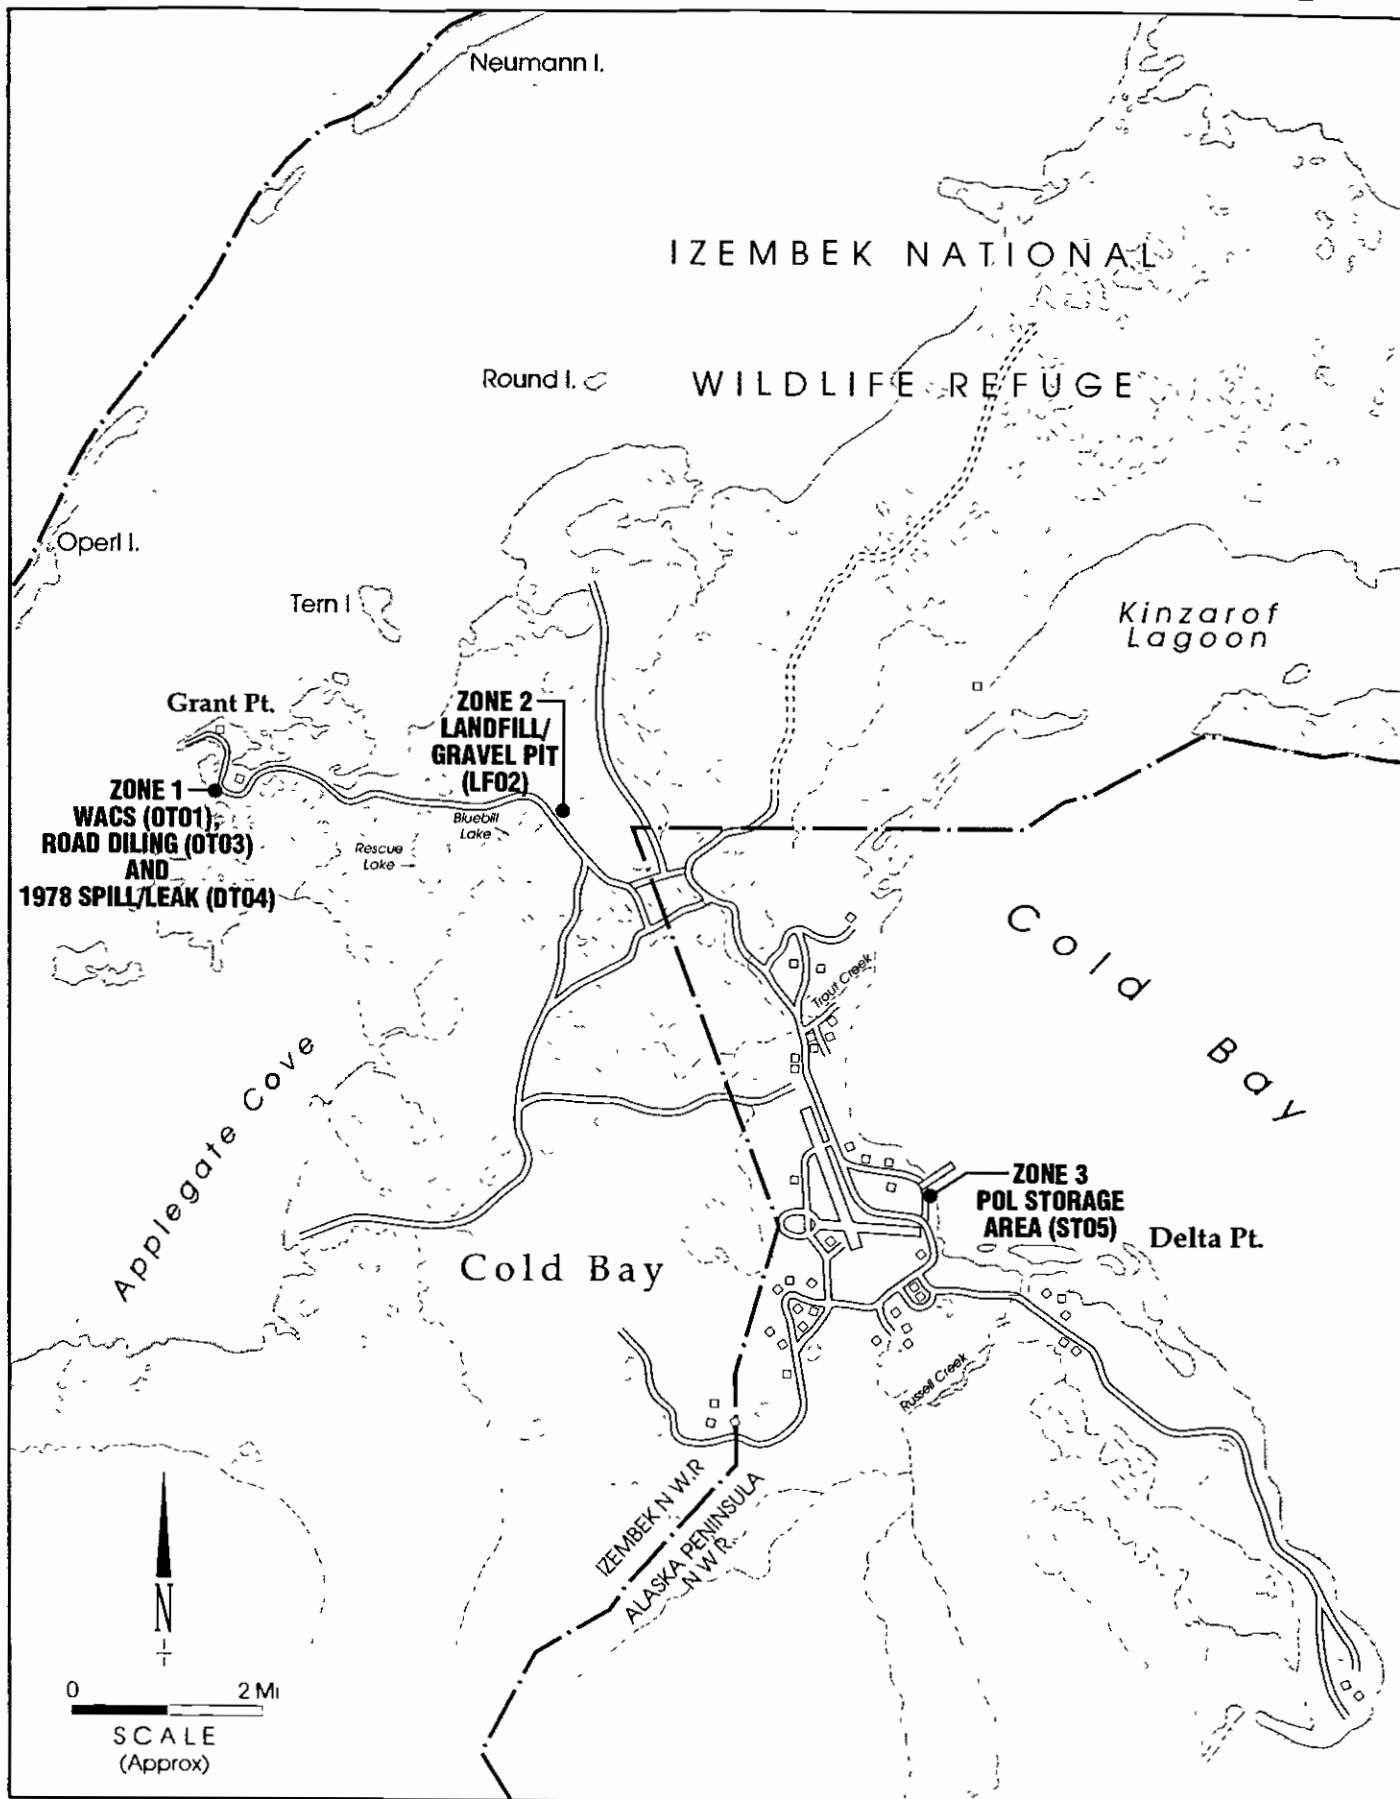 Neumann I.
IZEMBEK NATIONAL
Round I.
WILDLIFE REFUGE
Operl I.
Tern I
Kinzarof
Lagoon
Grant Pt.
ZONE 2
LANDFILL/
GRAVEL PIT
(LF02)
ZONE 1
WACS (OT01),
ROAD DILING (OT03)
AND
1978 SPILL/LEAK (DT04)
Bluebill
Lake
Rescue
Lake
Cold Bay
Trout Creek
Applegate Cove
ZONE 3
POL STORAGE
AREA (ST05)
Delta Pt.
Cold Bay
Russell Creek
IZEMBEK N W.R
ALASKA PENINSULA
N W R.
N
0 2 Mi
SCALE
(Approx)